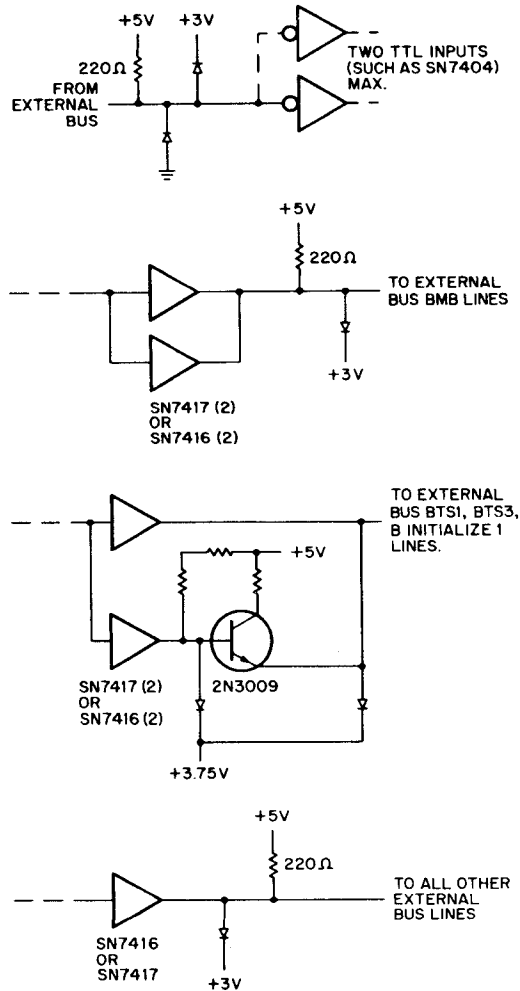 +5V
+3V
220Ω
FROM
EXTERNAL
BUS
TWO TTL INPUTS
(SUCH AS SN7404)
MAX.
+5V
220Ω
TO EXTERNAL
BUS BMB LINES
+3V
SN7417 (2)
OR
SN7416 (2)
TO EXTERNAL
BUS BTS1, BTS3,
B INITIALIZE 1
LINES.
+5V
SN7417 (2)
OR
SN7416 (2)
2N3009
+3.75V
+5V
220Ω
TO ALL OTHER
EXTERNAL
BUS LINES
SN7416
OR
SN7417
+3V